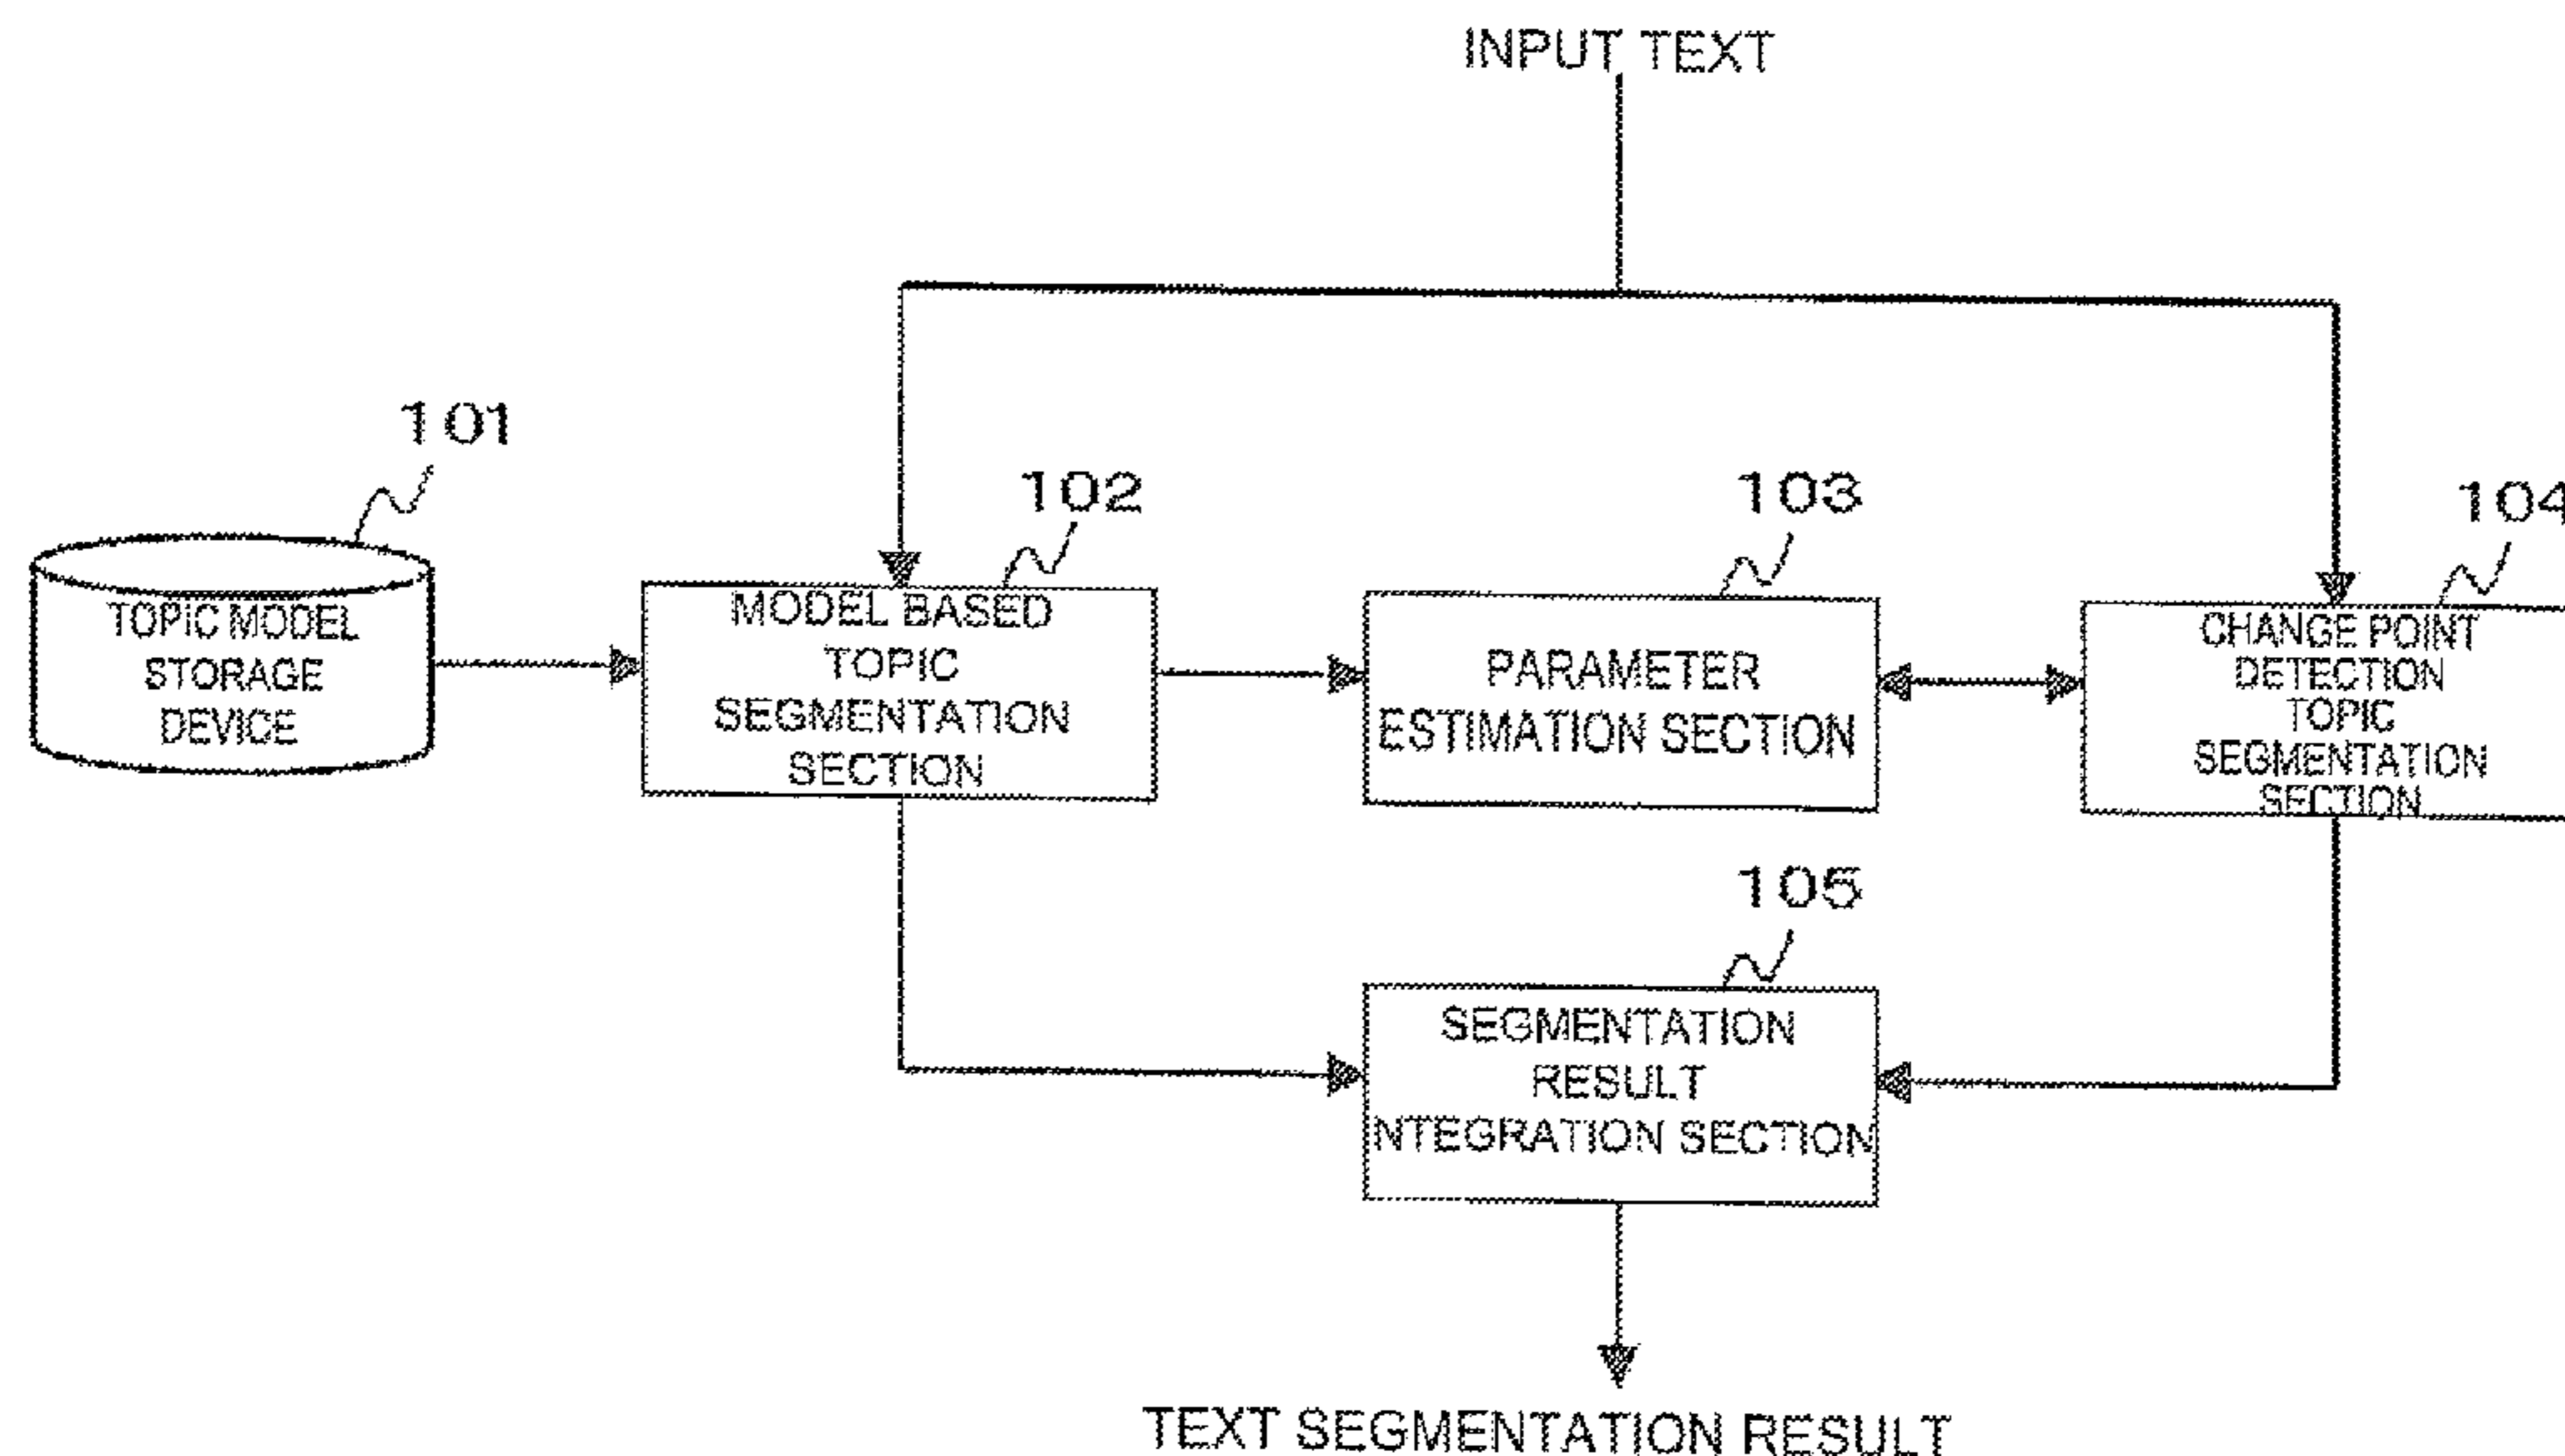 INPUT TEXT
101
102
103
104
TOPIC MODEL
STORAGE
DEVICE
MODEL BASED
TOPIC
SEGMENTATION
SECTION
PARAMETER
ESTIMATION SECTION
CHANGE POINT
DETECTION
TOPIC
SEGMENTATION
SECTION
105
SEGMENTATION
RESULT
INTEGRATION SECTION
TEXT SEGMENTATION RESULT